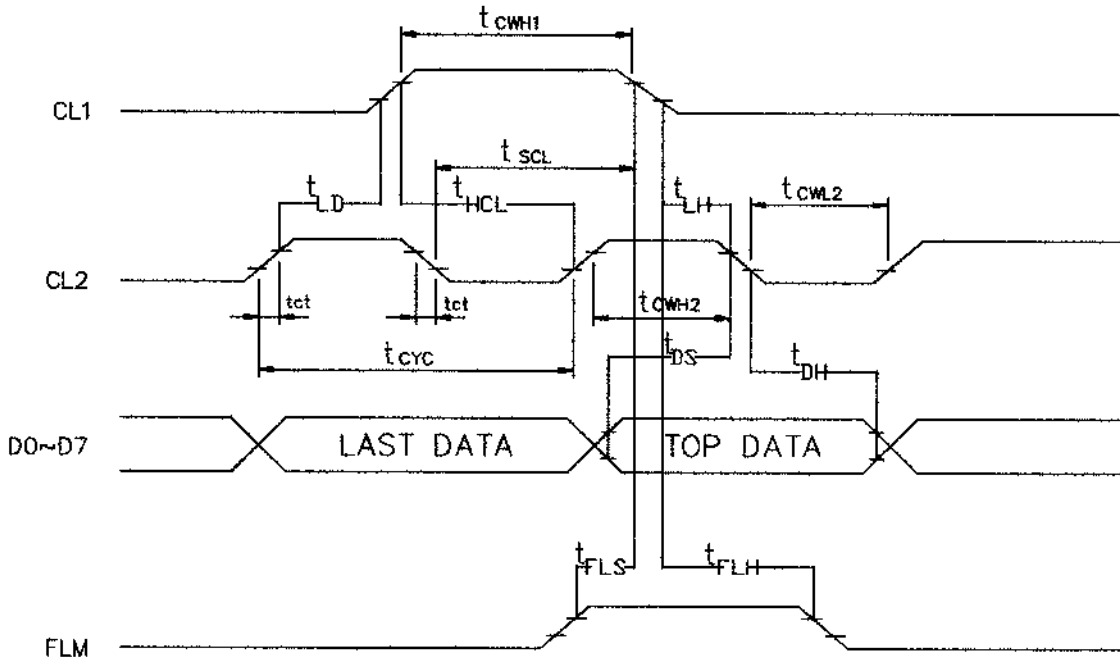 tCWH1
CL1
tSCL
tLD
tHCL
tLH
tCWL2
CL2
tct
tct
tCWH2
tCYC
tDS
tDH
D0~D7
LAST DATA
TOP DATA
tFLS
tFLH
FLM